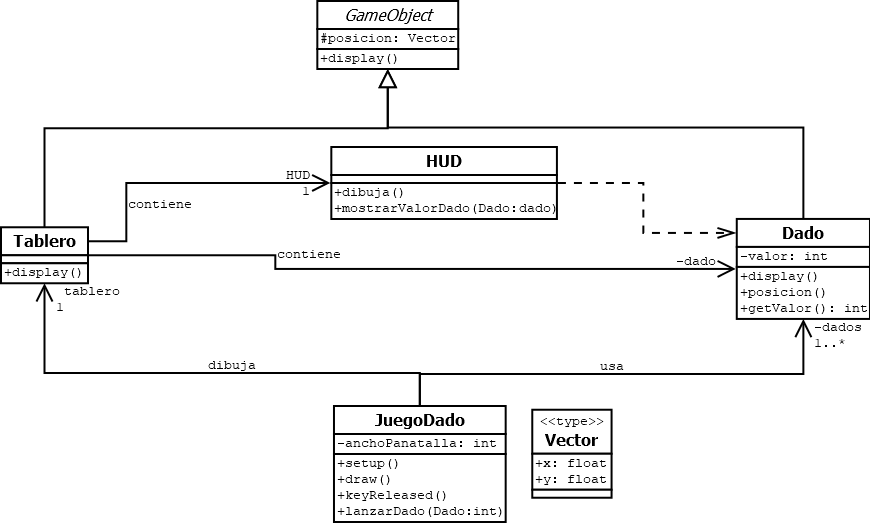 GameObject
#posicion: Vector
+display()
HUD
+dibuja()
+mostrarValorDado(Dado:dado)
HUD
1
contiene
Tablero
+display()
contiene
-dado
Dado
-valor: int
+display()
+posicion()
+getValor(): int
tablero
1
-dados
1..*
dibuja
usa
JuegoDado
-anchoPanatalla: int
+setup()
+draw()
+keyReleased()
+lanzarDado(Dado:int)
<<type>>
Vector
+x: float
+y: float